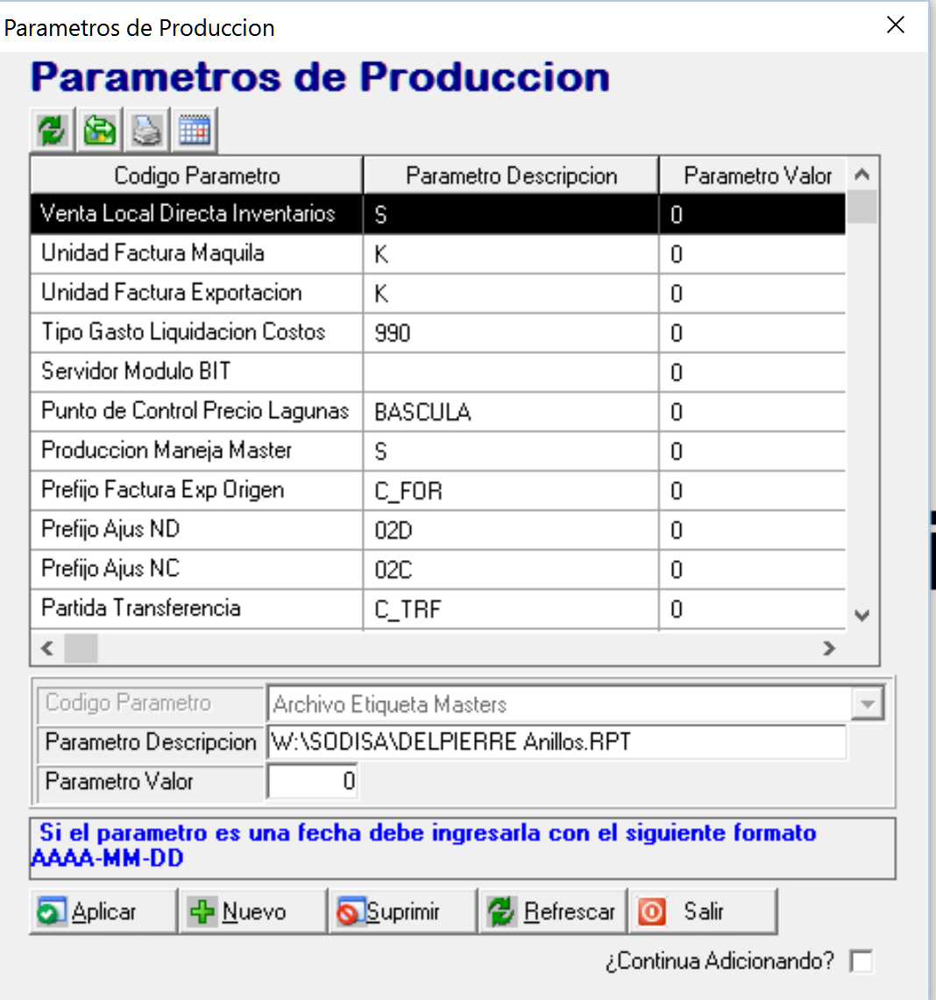 Parametros de Produccion
Parametros de Produccion
Codigo Parametro Parametro Descripcion Parametro Valor
Venta Local Directa Inventarios S 0
Unidad Factura Maquila K 0
Unidad Factura Exportacion K 0
Tipo Gasto Liquidacion Costos 990 0
Servidor Modulo BIT 0
Punto de Control Precio Lagunas BASCULA 0
Produccion Maneja Master S 0
Prefijo Factura Exp Origen C_FOR 0
Prefijo Ajus ND 02D 0
Prefijo Ajus NC 02C 0
Partida Transferencia C_TRF 0
Codigo Parametro Archivo Etiqueta Masters
Parametro Descripcion W:\SODISA\DELPIERRE Anillos.RPT
Parametro Valor 0
Si el parametro es una fecha debe ingresarla con el siguiente formato
AAAA-MM-DD
Aplicar Nuevo Suprimir Refrescar Salir
¿Continua Adicionando?